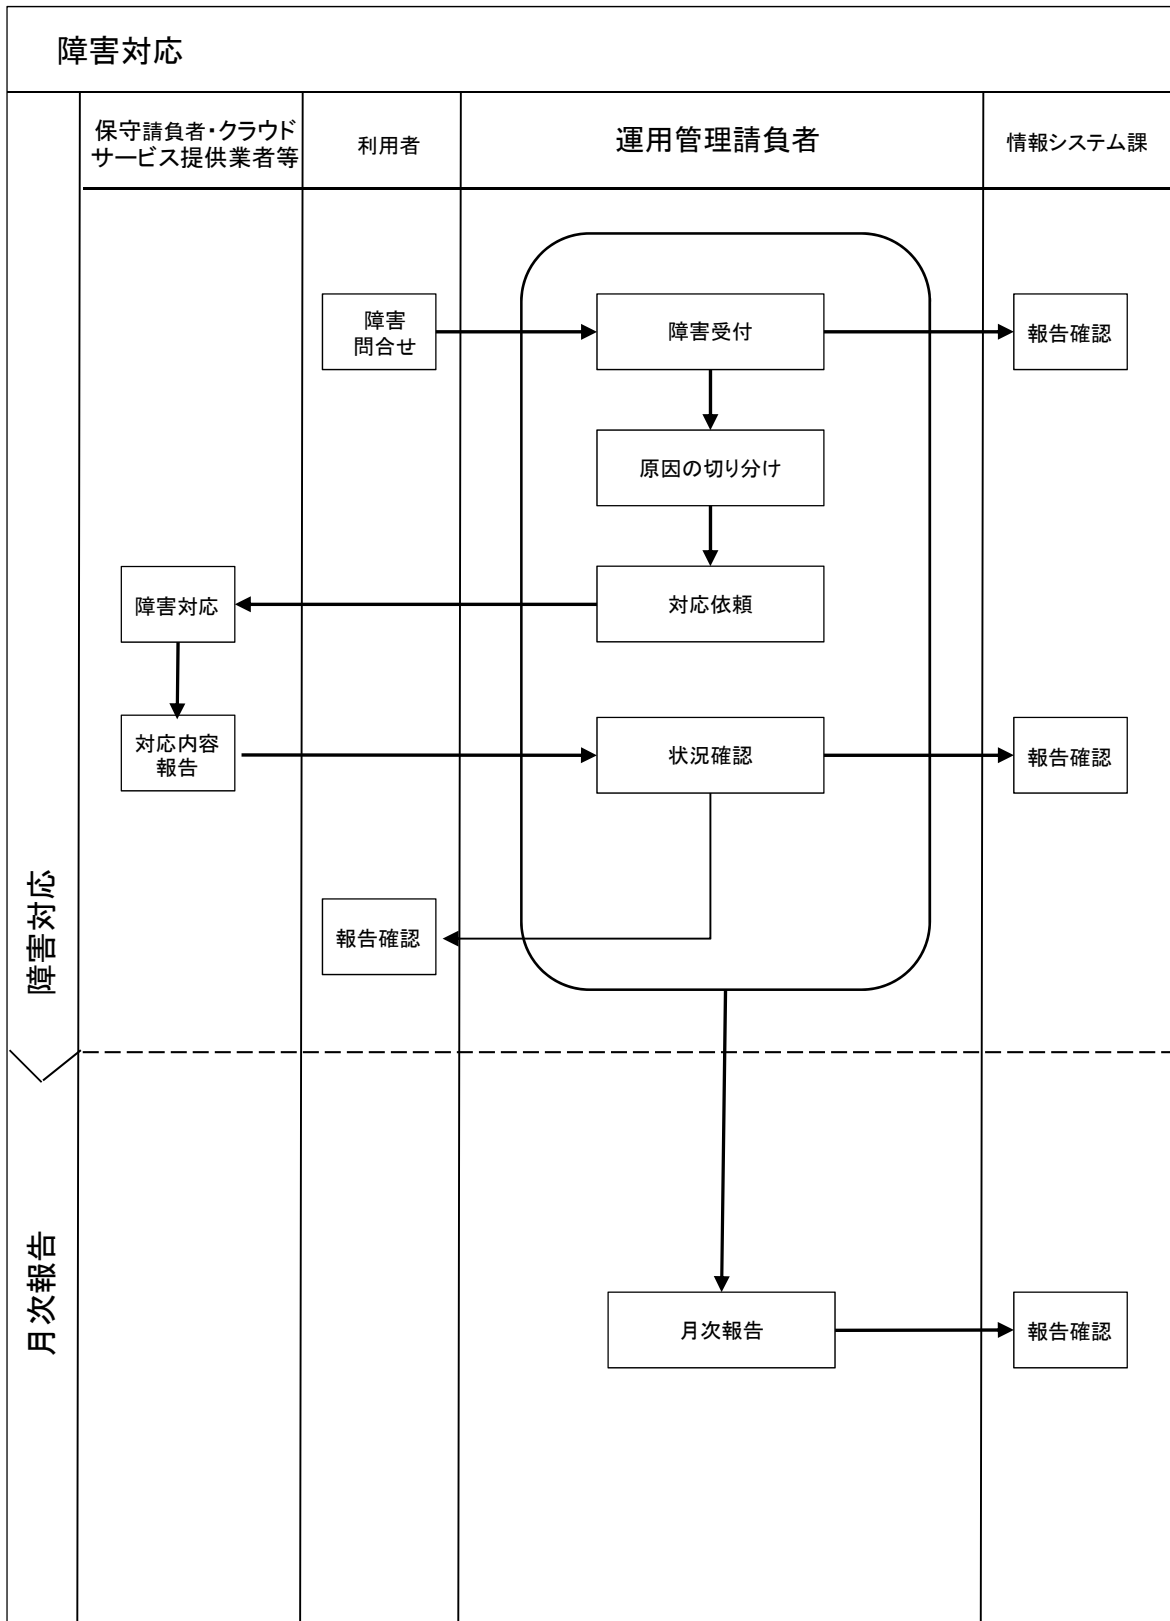 障害対応
保守請負者・クラウド
サービス提供業者等
利用者
運用管理請負者
情報システム課
障害
問合せ
障害受付
報告確認
原因の切り分け
障害対応
対応依頼
対応内容
報告
状況確認
報告確認
報告確認
障害対応
月次報告
月次報告
報告確認